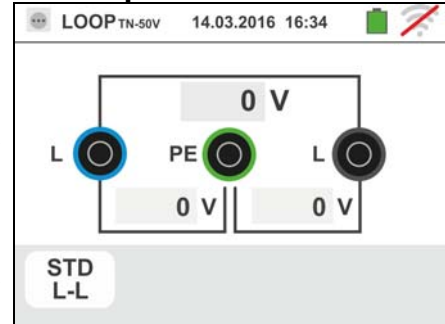 LOOP TN-50V 14.03.2016 16:34
0 V
L PE L
0 V 0 V
STD
L-L